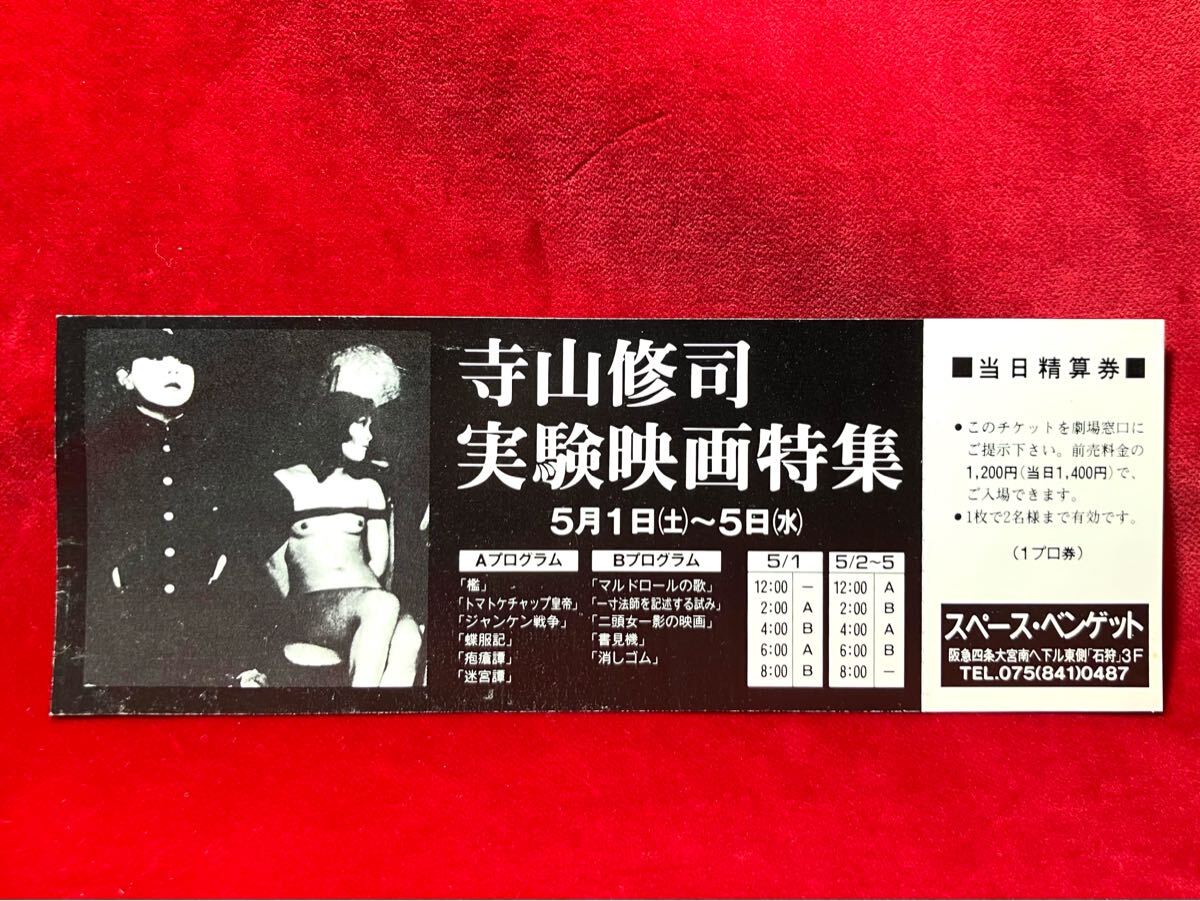 寺山修司
実験映画特集
5月1日(土)〜5日(水)
Aプログラム
「檻」
「トマトケチャップ皇帝」
「ジャンケン戦争」
「蝶服記」
「疱瘡譚」
「迷宮譚」
Bプログラム
「マルドロールの歌」
「一寸法師を記述する試み」
「二頭女一影の映画」
「書見機」
「消しゴム」
5/1
12:00 —
2:00 A
4:00 B
6:00 A
8:00 B
5/2~5
12:00 A
2:00 B
4:00 A
6:00 B
8:00 —
■当日精算券■
●このチケットを劇場窓口に
ご提示下さい。前売料金の
1,200円(当日1,400円)で、
ご入場できます。
●1枚で2名様まで有効です。
(1プロ券)
スペース・ベンゲット
阪急四条大宮南へ下ル東側「石狩」3F
TEL.075(841)0487